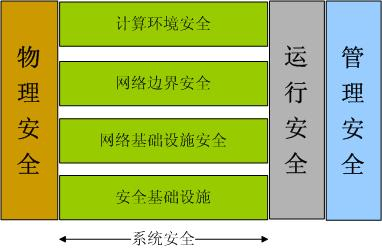 物理安全
计算环境安全
网络边界安全
网络基础设施安全
安全基础设施
系统安全
运行安全
管理安全